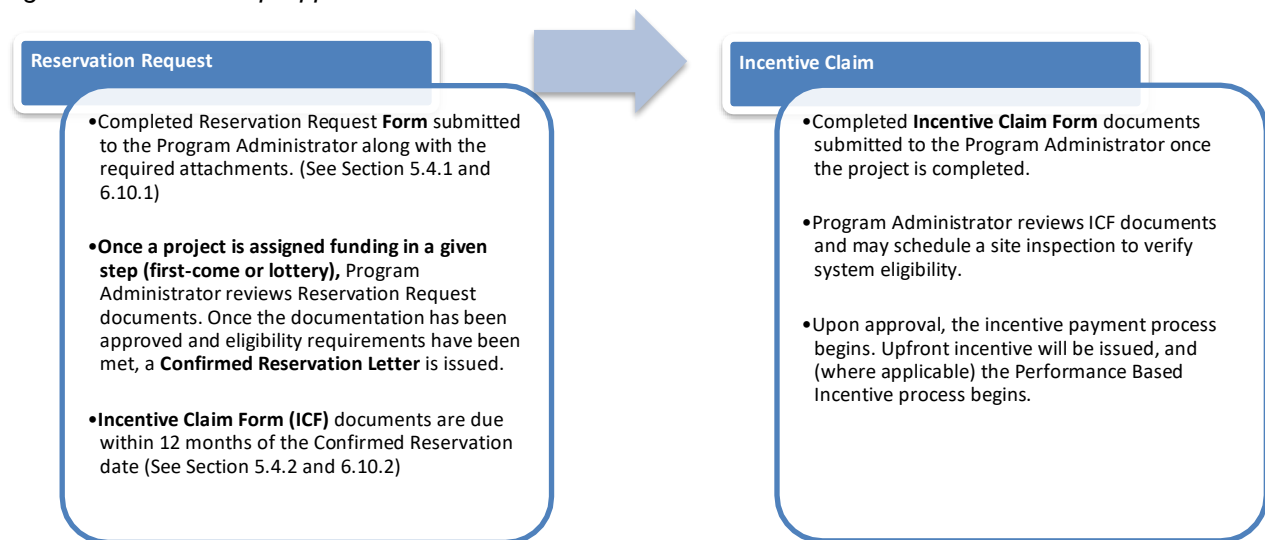 Reservation Request
•Completed Reservation Request Form submitted
to the Program Administrator along with the
required attachments. (See Section 5.4.1 and
6.10.1)
•Once a project is assigned funding in a given
step (first-come or lottery), Program
Administrator reviews Reservation Request
documents. Once the documentation has been
approved and eligibility requirements have been
met, a Confirmed Reservation Letter is issued.
•Incentive Claim Form (ICF) documents are due
within 12 months of the Confirmed Reservation
date (See Section 5.4.2 and 6.10.2)
Incentive Claim
•Completed Incentive Claim Form documents
submitted to the Program Administrator once
the project is completed.
•Program Administrator reviews ICF documents
and may schedule a site inspection to verify
system eligibility.
•Upon approval, the incentive payment process
begins. Upfront incentive will be issued, and
(where applicable) the Performance Based
Incentive process begins.